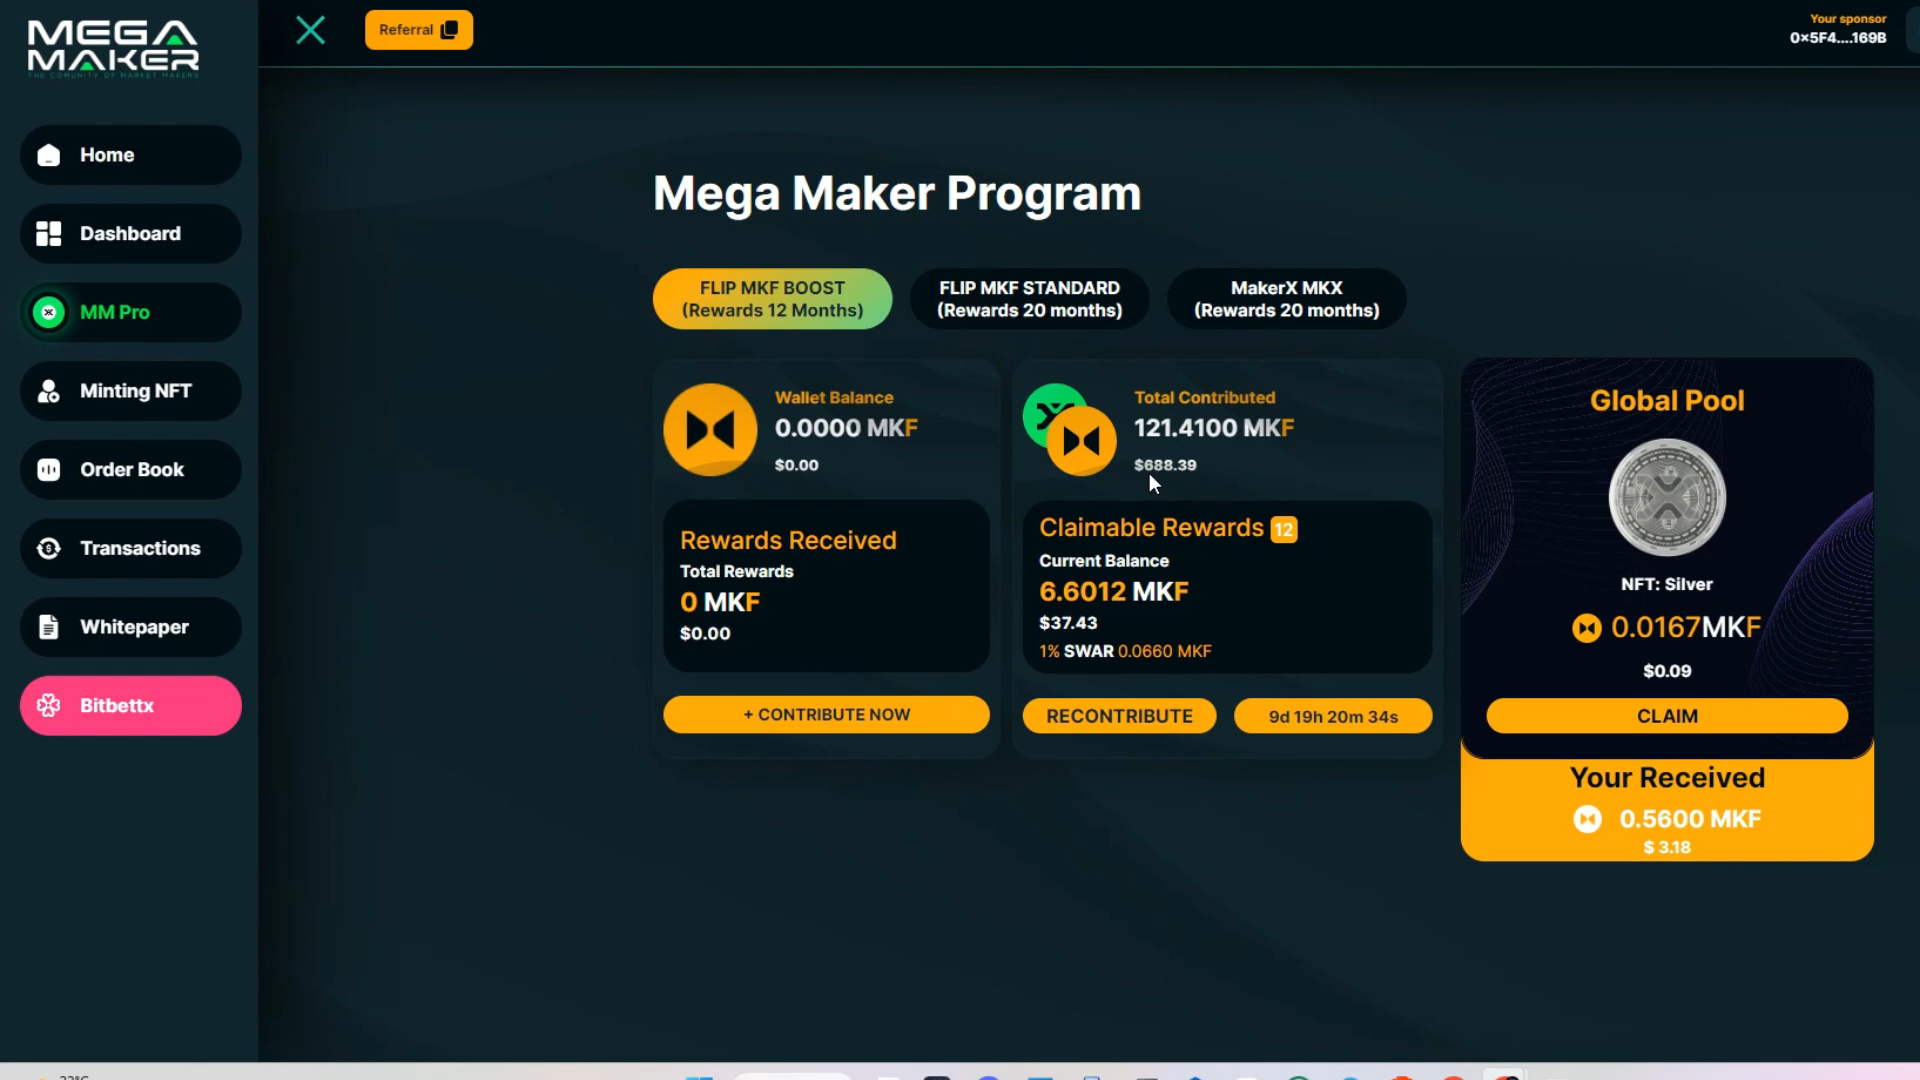 MEGA
MAKER
THE COMUNITY OF MARKET MAKERS
Home
Dashboard
MM Pro
Minting NFT
Order Book
Transactions
Whitepaper
Bitbettx
Referral
Your sponsor
0x5F4....169B
Mega Maker Program
FLIP MKF BOOST
(Rewards 12 Months)
FLIP MKF STANDARD
(Rewards 20 months)
MakerX MKX
(Rewards 20 months)
Wallet Balance
0.0000 MKF
$0.00
Rewards Received
Total Rewards
0 MKF
$0.00
+ CONTRIBUTE NOW
Total Contributed
121.4100 MKF
$688.39
Claimable Rewards 12
Current Balance
6.6012 MKF
$37.43
1% SWAR 0.0660 MKF
RECONTRIBUTE
9d 19h 20m 34s
Global Pool
NFT: Silver
0.0167MKF
$0.09
CLAIM
Your Received
0.5600 MKF
$ 3.18